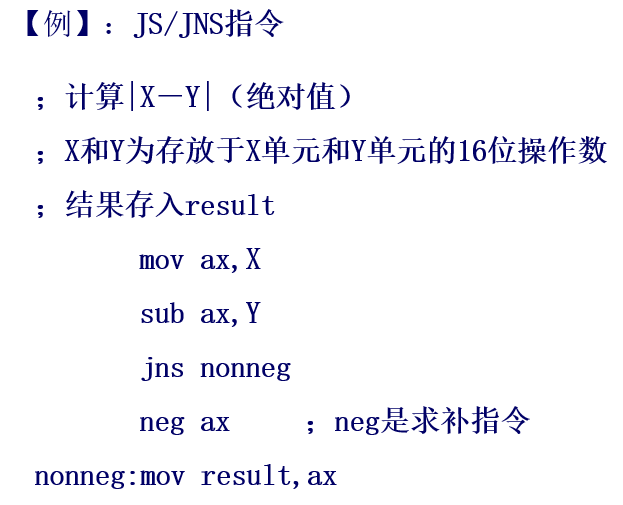 【例】：JS/JNS指令
；计算|X－Y|（绝对值）
；X和Y为存放于X单元和Y单元的16位操作数
；结果存入result
mov ax,X
sub ax,Y
jns nonneg
neg ax ；neg是求补指令
nonneg:mov result,ax